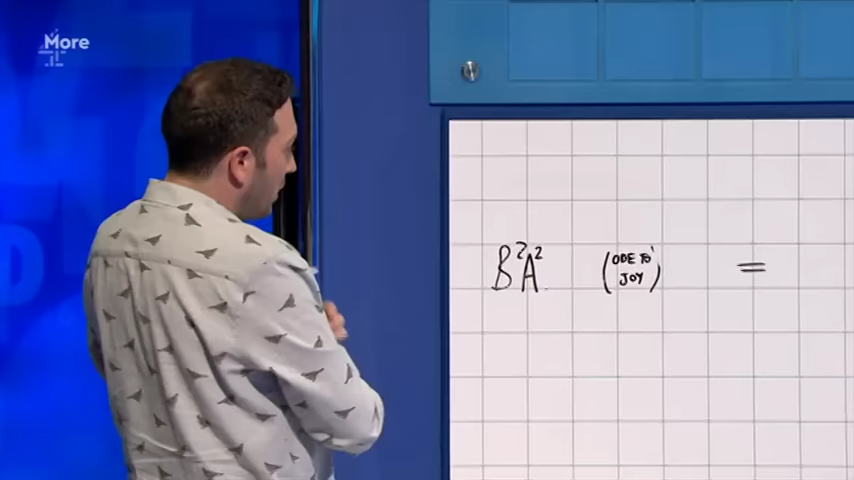 More
B²A² (ODE TO =
JOY)